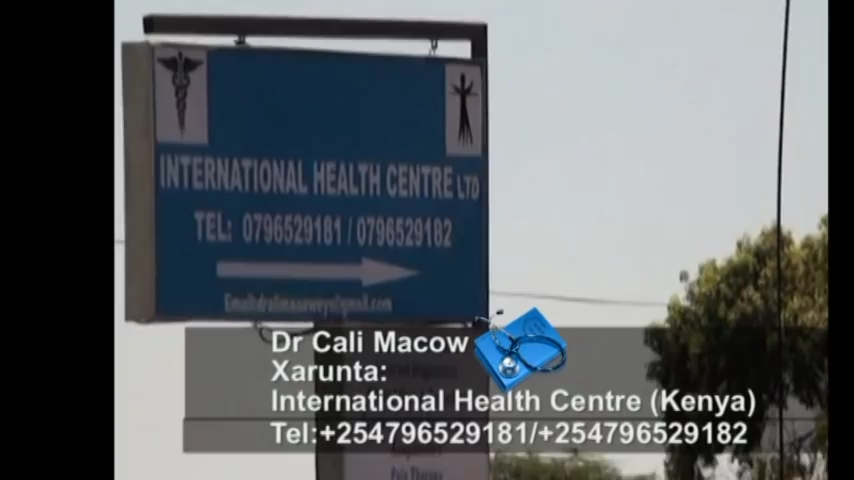 INTERNATIONAL HEALTH CENTRE LTD
TEL: 0796529181 / 0796529182
Dr Cali Macow
Xarunta:
International Health Centre (Kenya)
Tel:+254796529181/+254796529182